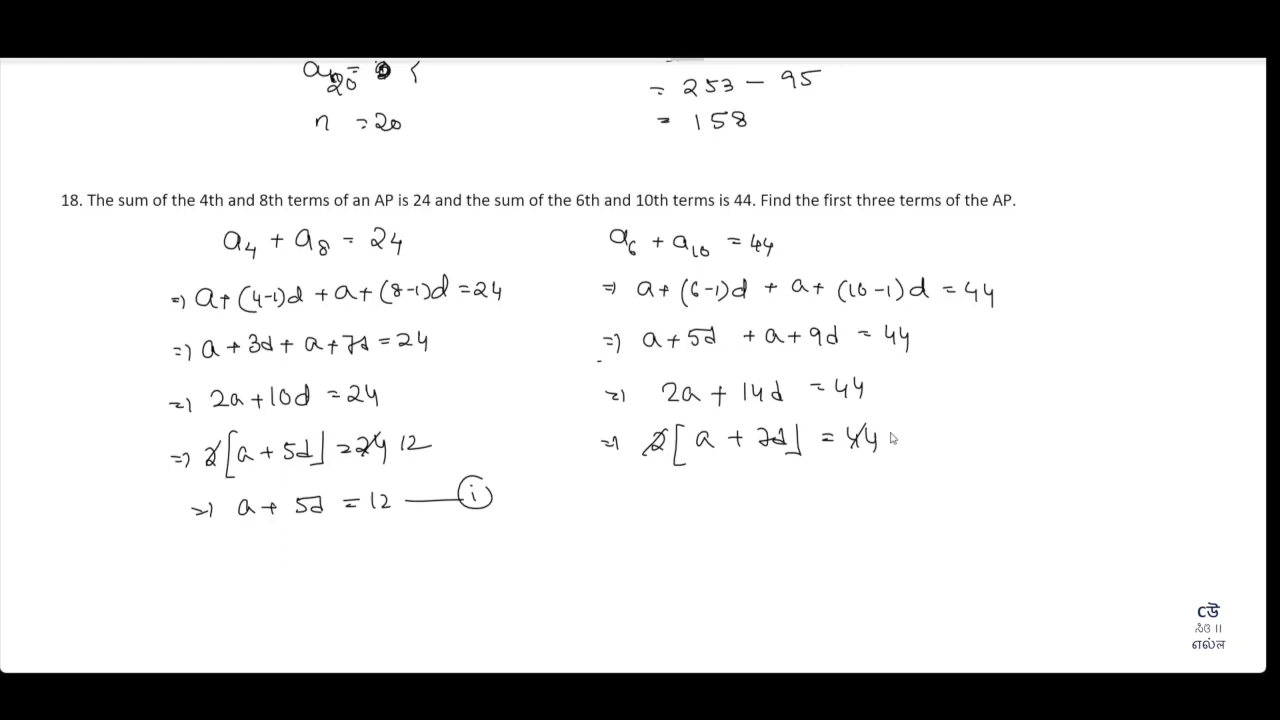 a20 =
n = 20
= 253 - 95
= 158
18. The sum of the 4th and 8th terms of an AP is 24 and the sum of the 6th and 10th terms is 44. Find the first three terms of the AP.
a4 + a8 = 24
=) a + (4-1)d + a + (8-1)d = 24
=) a + 3d + a + 7d = 24
=) 2a + 10d = 24
=) 2[a + 5d] = 24 12
=) a + 5d = 12 —— (i)
a6 + a10 = 44
=) a + (6-1)d + a + (10-1)d = 44
=) a + 5d + a + 9d = 44
=) 2a + 14d = 44
=) 2[a + 7d] = 44
Cউ
எல்ல